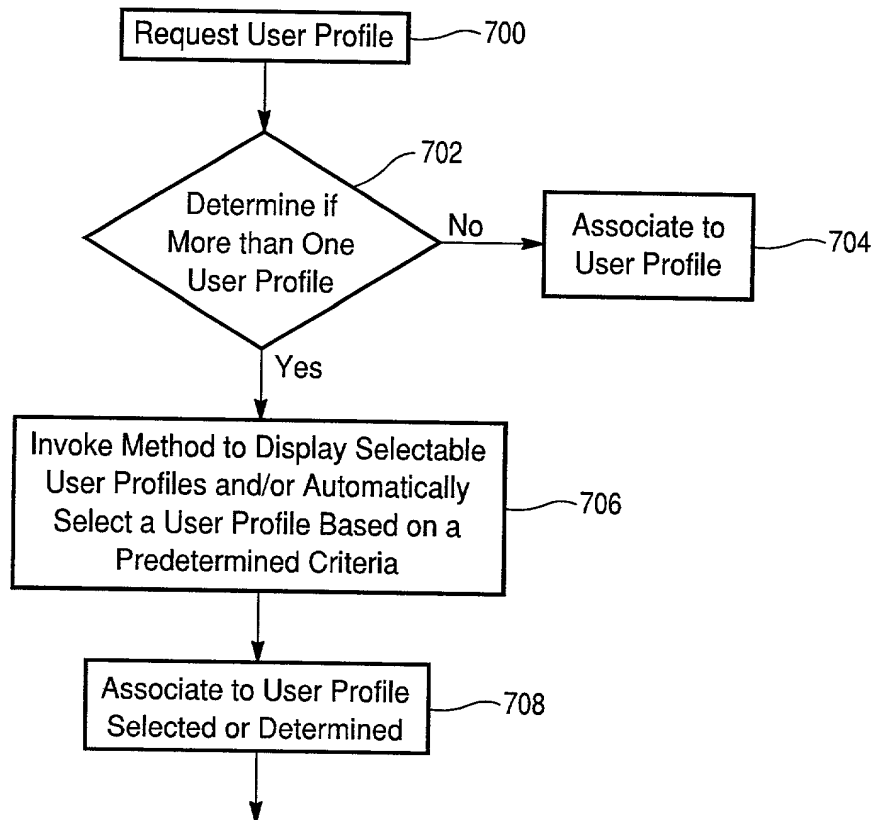 Request User Profile
700
702
Determine if
More than One
User Profile
No
Associate to
User Profile
704
Yes
Invoke Method to Display Selectable
User Profiles and/or Automatically
Select a User Profile Based on a
Predetermined Criteria
706
Associate to User Profile
Selected or Determined
708